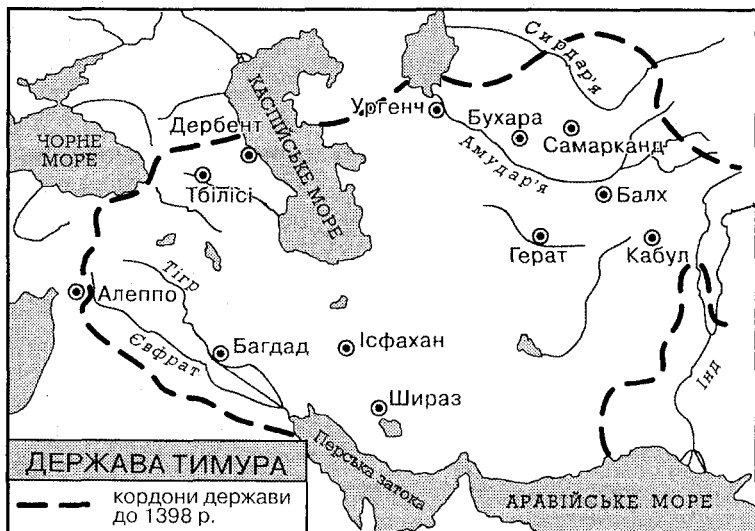 Сирдар'я
КАСПІЙСЬКЕ МОРЕ
Ургенч
Бухара
Дербент
ЧОРНЕ
МОРЕ
Самарканд
Амудар'я
Тбілісі
Балх
Герат
Кабул
Тігр
Алеппо
Євфрат
Багдад
Ісфахан
Інд
Шираз
ДЕРЖАВА ТИМУРА
Перська затока
кордони держави
до 1398 р.
АРАВІЙСЬКЕ МОРЕ